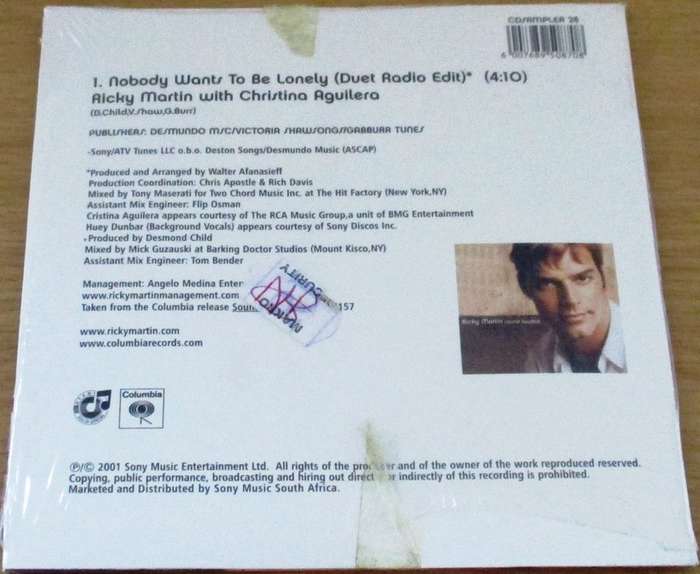 CDSAMPLER 28
6 007689 508708
1. Nobody Wants To Be Lonely (Duet Radio Edit)* (4:10)
Ricky Martin with Christina Aguilera
(D.Child,V.Shaw,G.Burr)
PUBLISHERS: DESMUNDO MSC/VICTORIA SHAWSONGS/GABBURR TUNES
-Sony/ATV Tunes LLC o.b.o. Deston Songs/Desmundo Music (ASCAP)
*Produced and Arranged by Walter Afanasieff
Production Coordination: Chris Apostle & Rich Davis
Mixed by Tony Maserati for Two Chord Music Inc. at The Hit Factory (New York,NY)
Assistant Mix Engineer: Flip Osman
Cristina Aguilera appears courtesy of The RCA Music Group,a unit of BMG Entertainment
Huey Dunbar (Background Vocals) appears courtesy of Sony Discos Inc.
Produced by Desmond Child
Mixed by Mick Guzauski at Barking Doctor Studios (Mount Kisco,NY)
Assistant Mix Engineer: Tom Bender
Management: Angelo Medina Enter
www.rickymartinmanagement.com
Taken from the Columbia release Soun 157
MAKRO
URITY
Ricky Martin sound loaded
www.rickymartin.com
www.columbiarecords.com
Columbia
℗/© 2001 Sony Music Entertainment Ltd. All rights of the pro er and of the owner of the work reproduced reserved.
Copying, public performance, broadcasting and hiring out direct or indirectly of this recording is prohibited.
Marketed and Distributed by Sony Music South Africa.